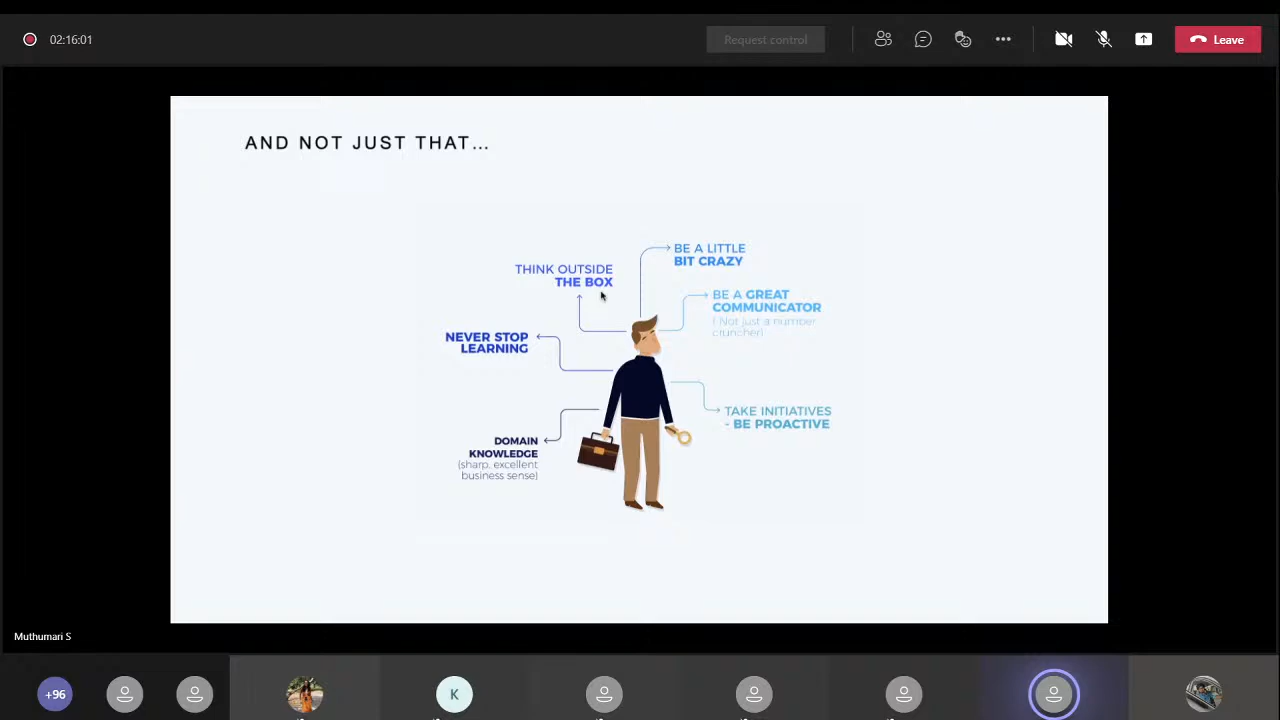 02:16:01
Request control
Leave
AND NOT JUST THAT...
BE A LITTLE
BIT CRAZY
THINK OUTSIDE
THE BOX
BE A GREAT
COMMUNICATOR
( Not just a number
cruncher)
NEVER STOP
LEARNING
TAKE INITIATIVES
- BE PROACTIVE
DOMAIN
KNOWLEDGE
(sharp, excellent
business sense)
Muthumari S
+96
K